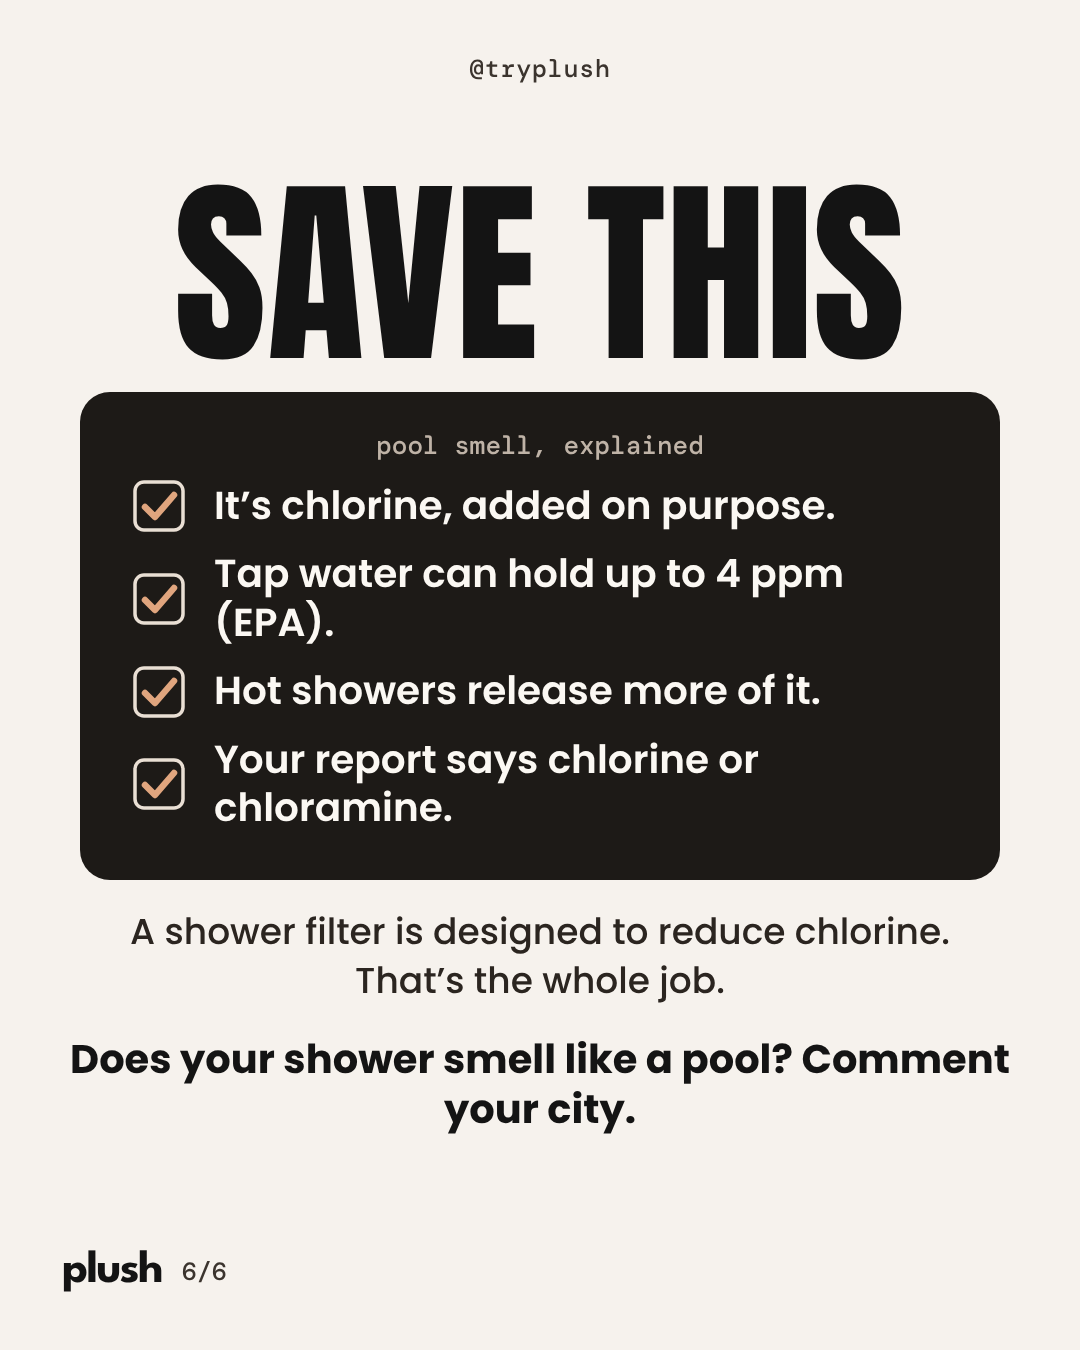 @tryplush
SAVE THIS
pool smell, explained
It’s chlorine, added on purpose.
Tap water can hold up to 4 ppm
(EPA).
Hot showers release more of it.
Your report says chlorine or
chloramine.
A shower filter is designed to reduce chlorine.
That’s the whole job.
Does your shower smell like a pool? Comment
your city.
plush 6/6